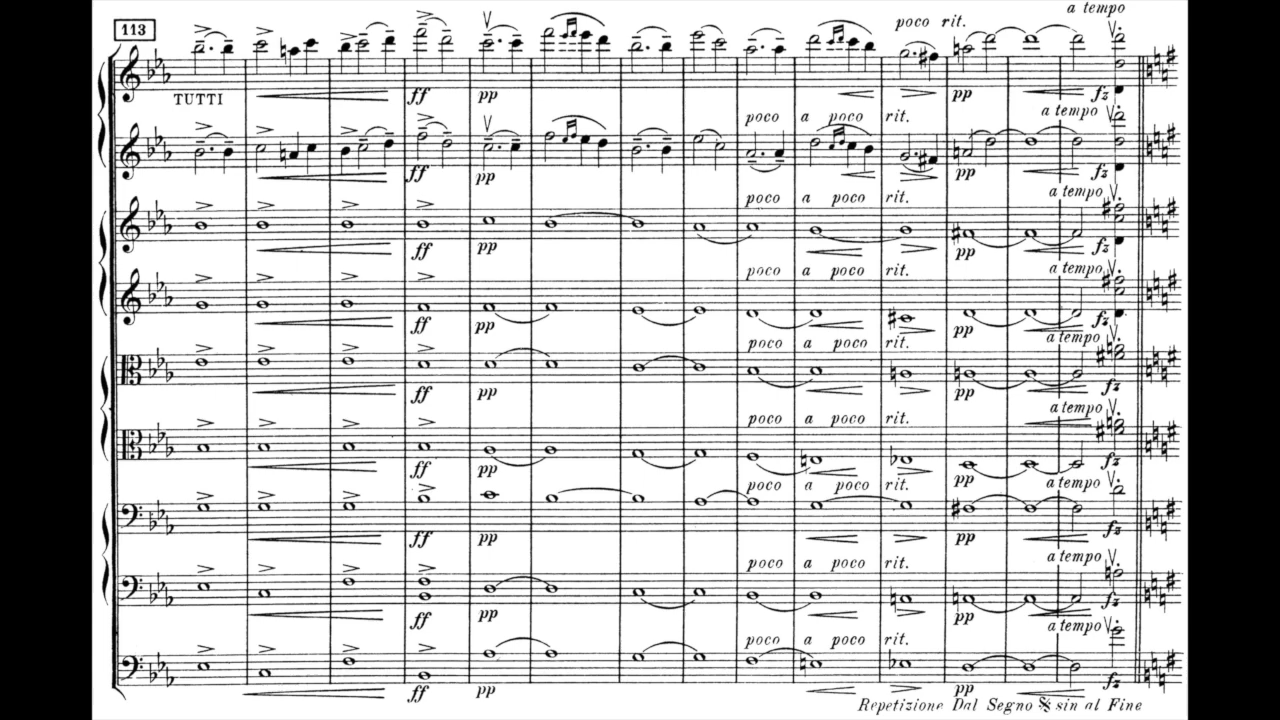 a tempo
113
poco rit.
TUTTI
ff pp pp fz
poco a poco rit. a tempo
ff pp pp fz
poco a poco rit. a tempo
ff pp pp fz
poco a poco rit. a tempo
ff pp pp fz
poco a poco rit. a tempo
ff pp pp fz
poco a poco rit. a tempo
ff pp pp fz
poco a poco rit. a tempo
ff pp pp fz
poco a poco rit. a tempo
ff pp pp fz
poco a poco rit. a tempo
ff pp pp fz
Repetizione Dal Segno 𝄋 sin al Fine